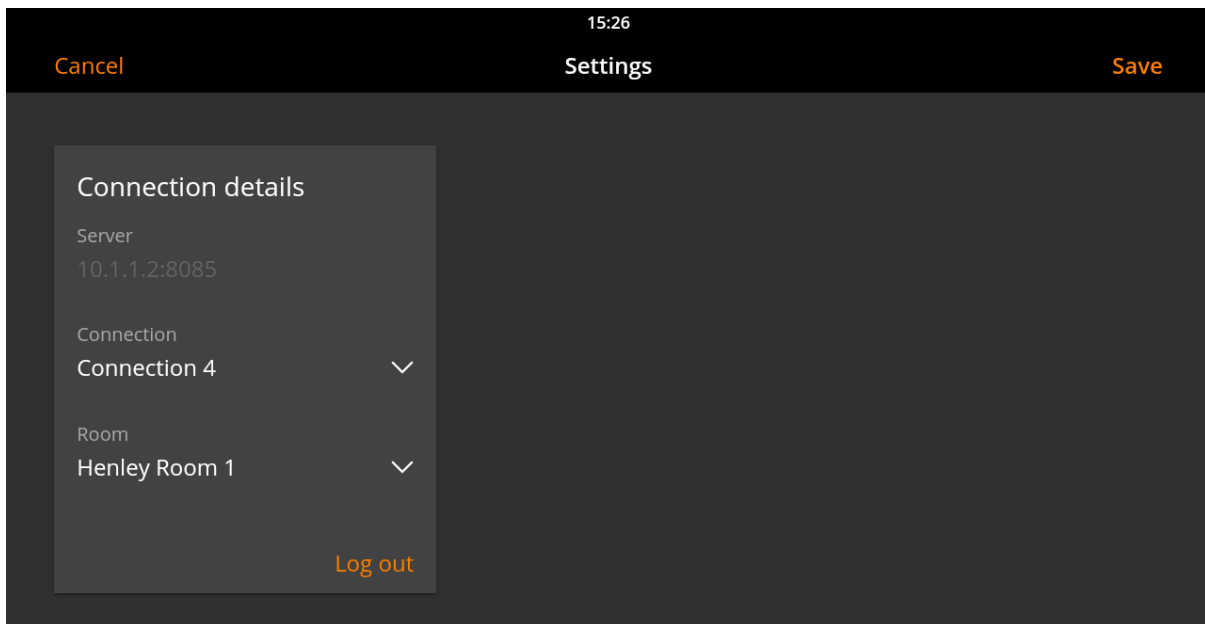 15:26
Cancel Settings Save
Connection details
Server
10.1.1.2:8085
Connection
Connection 4
Room
Henley Room 1
Log out